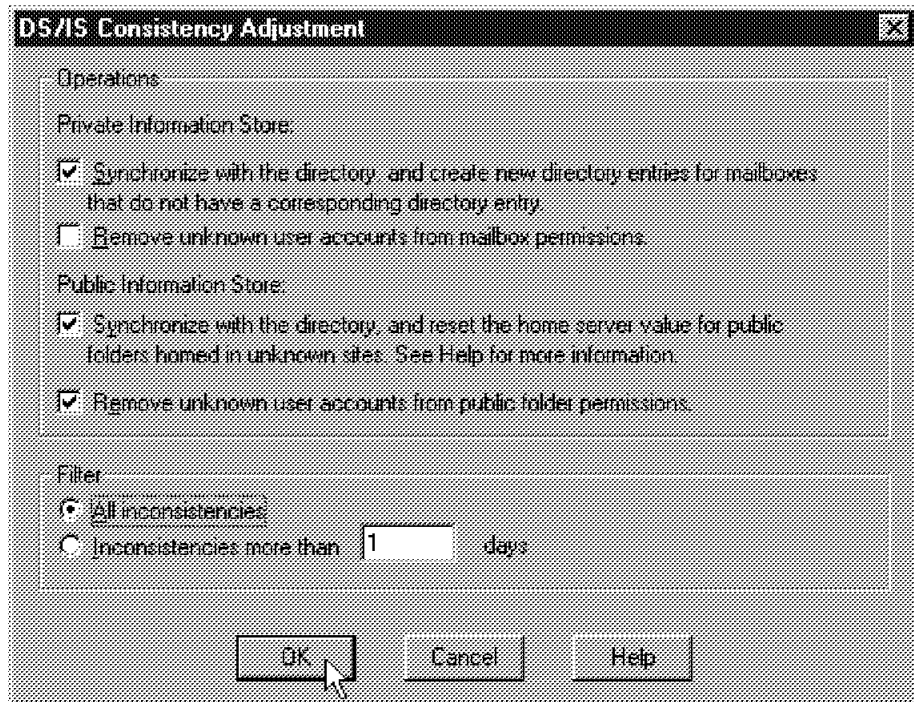 DS/IS Consistency Adjustment
Operations
Private Information Store:
Synchronize with the directory, and create new directory entries for mailboxes
that do not have a corresponding directory entry.
Remove unknown user accounts from mailbox permissions.
Public Information Store:
Synchronize with the directory, and reset the home server value for public
folders homed in unknown sites. See Help for more information.
Remove unknown user accounts from public folder permissions.
Filter
All inconsistencies
Inconsistencies more than 1 days
OK Cancel Help